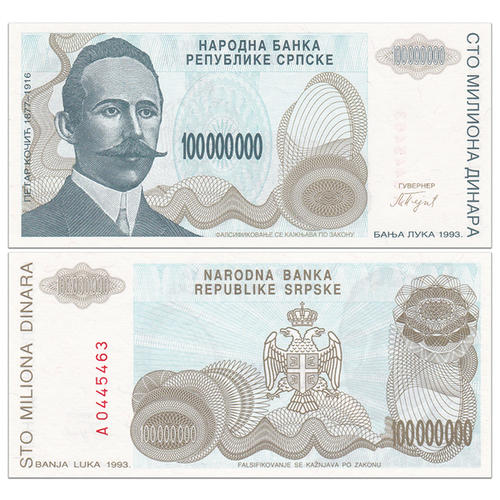 НАРОДНА БАНКА
РЕПУБЛИКЕ СРПСКЕ
100000000
100000000
СТО МИЛИОНА ДИНАРА
ПЕТАР КОЧИЋ 1877-1916
ГУВЕРНЕР
ФАЛСИФИКОВАЊЕ СЕ КАЖЊАВА ПО ЗАКОНУ
БАЊА ЛУКА 1993.
NARODNA BANKA
REPUBLIKE SRPSKE
100000000
STO MILIONA DINARA
A 0445463
100000000
100000000
BANJA LUKA 1993.
FALSIFIKOVANJE SE KAŽNJAVA PO ZAKONU